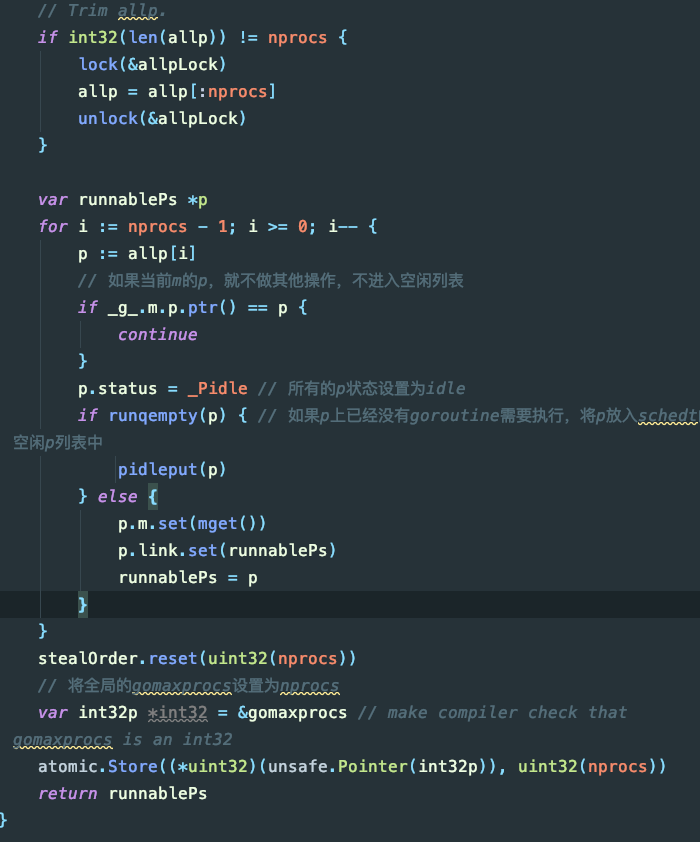 // Trim allp.
if int32(len(allp)) != nprocs {
lock(&allpLock)
allp = allp[:nprocs]
unlock(&allpLock)
}
var runnablePs *p
for i := nprocs - 1; i >= 0; i-- {
p := allp[i]
// 如果当前m的p，就不做其他操作，不进入空闲列表
if _g_.m.p.ptr() == p {
continue
}
p.status = _Pidle // 所有的p状态设置为idle
if runqempty(p) { // 如果p上已经没有goroutine需要执行，将p放入schedt
空闲p列表中
pidleput(p)
} else {
p.m.set(mget())
p.link.set(runnablePs)
runnablePs = p
}
}
stealOrder.reset(uint32(nprocs))
// 将全局的gomaxprocs设置为nprocs
var int32p *int32 = &gomaxprocs // make compiler check that
gomaxprocs is an int32
atomic.Store((*uint32)(unsafe.Pointer(int32p)), uint32(nprocs))
return runnablePs
}